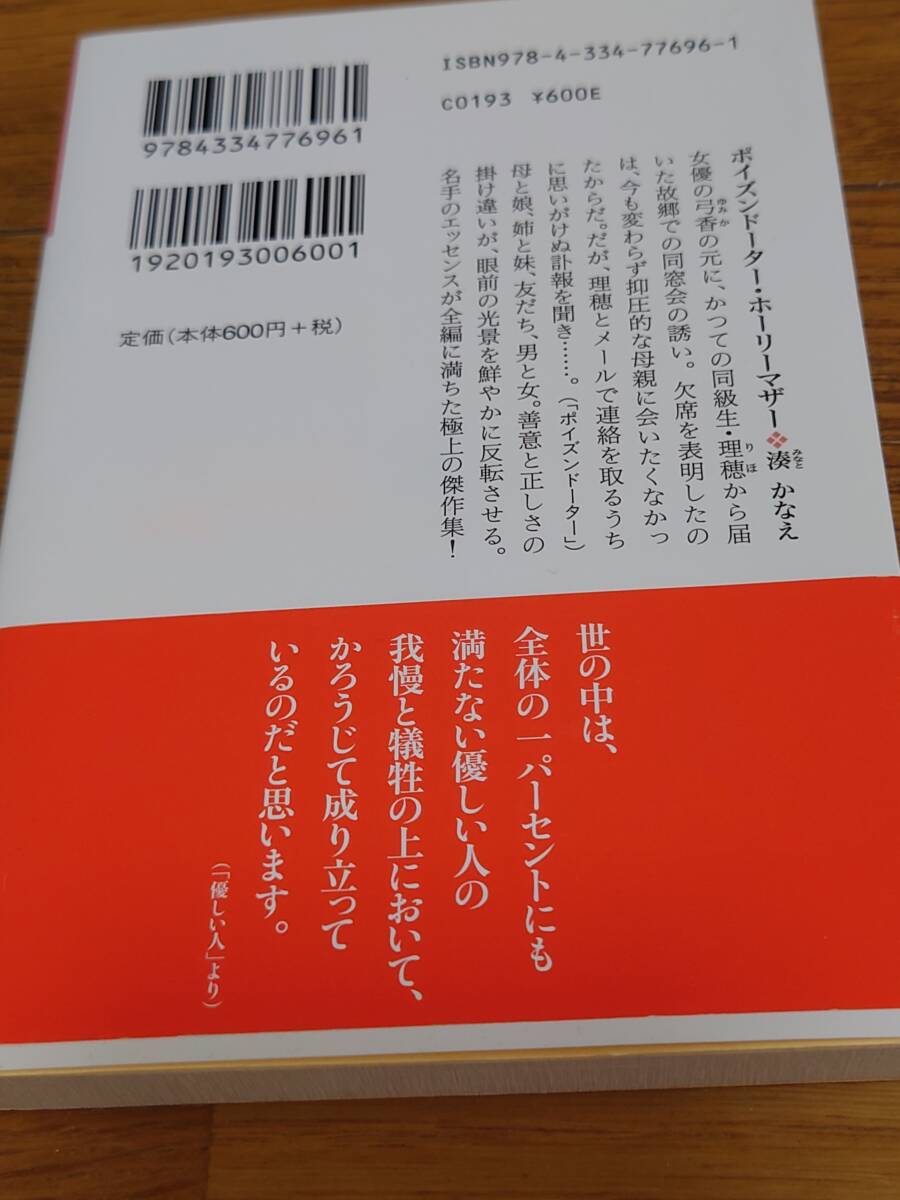 ISBN978-4-334-77696-1
C0193 ¥600E
9784334776961
1920193006001
定価(本体600円+税)
ポイズンドーター・ホーリーマザー❖湊 かなえ
みなと
女優の弓香の元に、かつての同級生・理穂から届
ゆみか
りほ
いた故郷での同窓会の誘い。欠席を表明したの
は、今も変わらず抑圧的な母親に会いたくなかっ
たからだ。だが、理穂とメールで連絡を取るうち
に思いがけぬ訃報を聞き……。(「ポイズンドーター」)
母と娘、姉と妹、友だち、男と女。善意と正しさの
掛け違いが、眼前の光景を鮮やかに反転させる。
名手のエッセンスが全編に満ちた極上の傑作集!
世の中は、
全体の一パーセントにも
満たない優しい人の
我慢と犠牲の上において、
かろうじて成り立って
いるのだと思います。
(「優しい人」より)